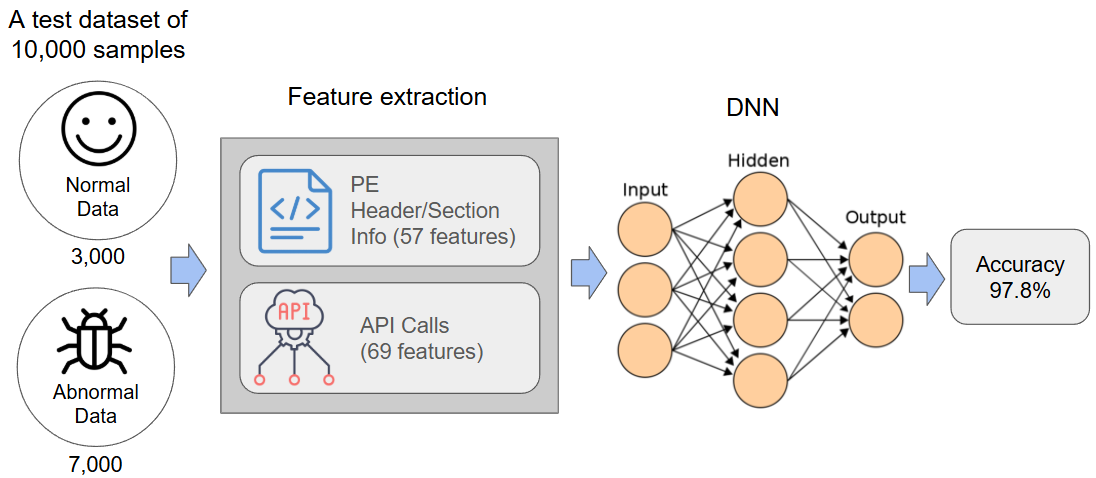 A test dataset of
10,000 samples
Normal
Data
3,000
Abnormal
Data
7,000
Feature extraction
PE
Header/Section
Info (57 features)
API
API Calls
(69 features)
DNN
Input
Hidden
Output
Accuracy
97.8%